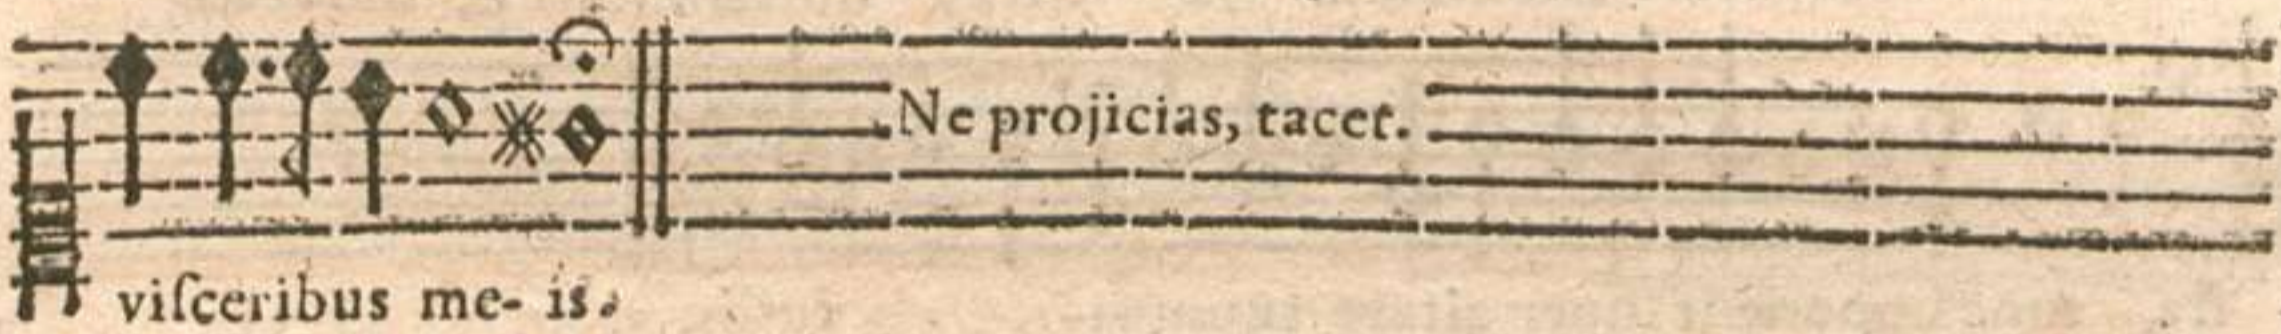 Ne projicias, tacet.
viſceribus me- is.